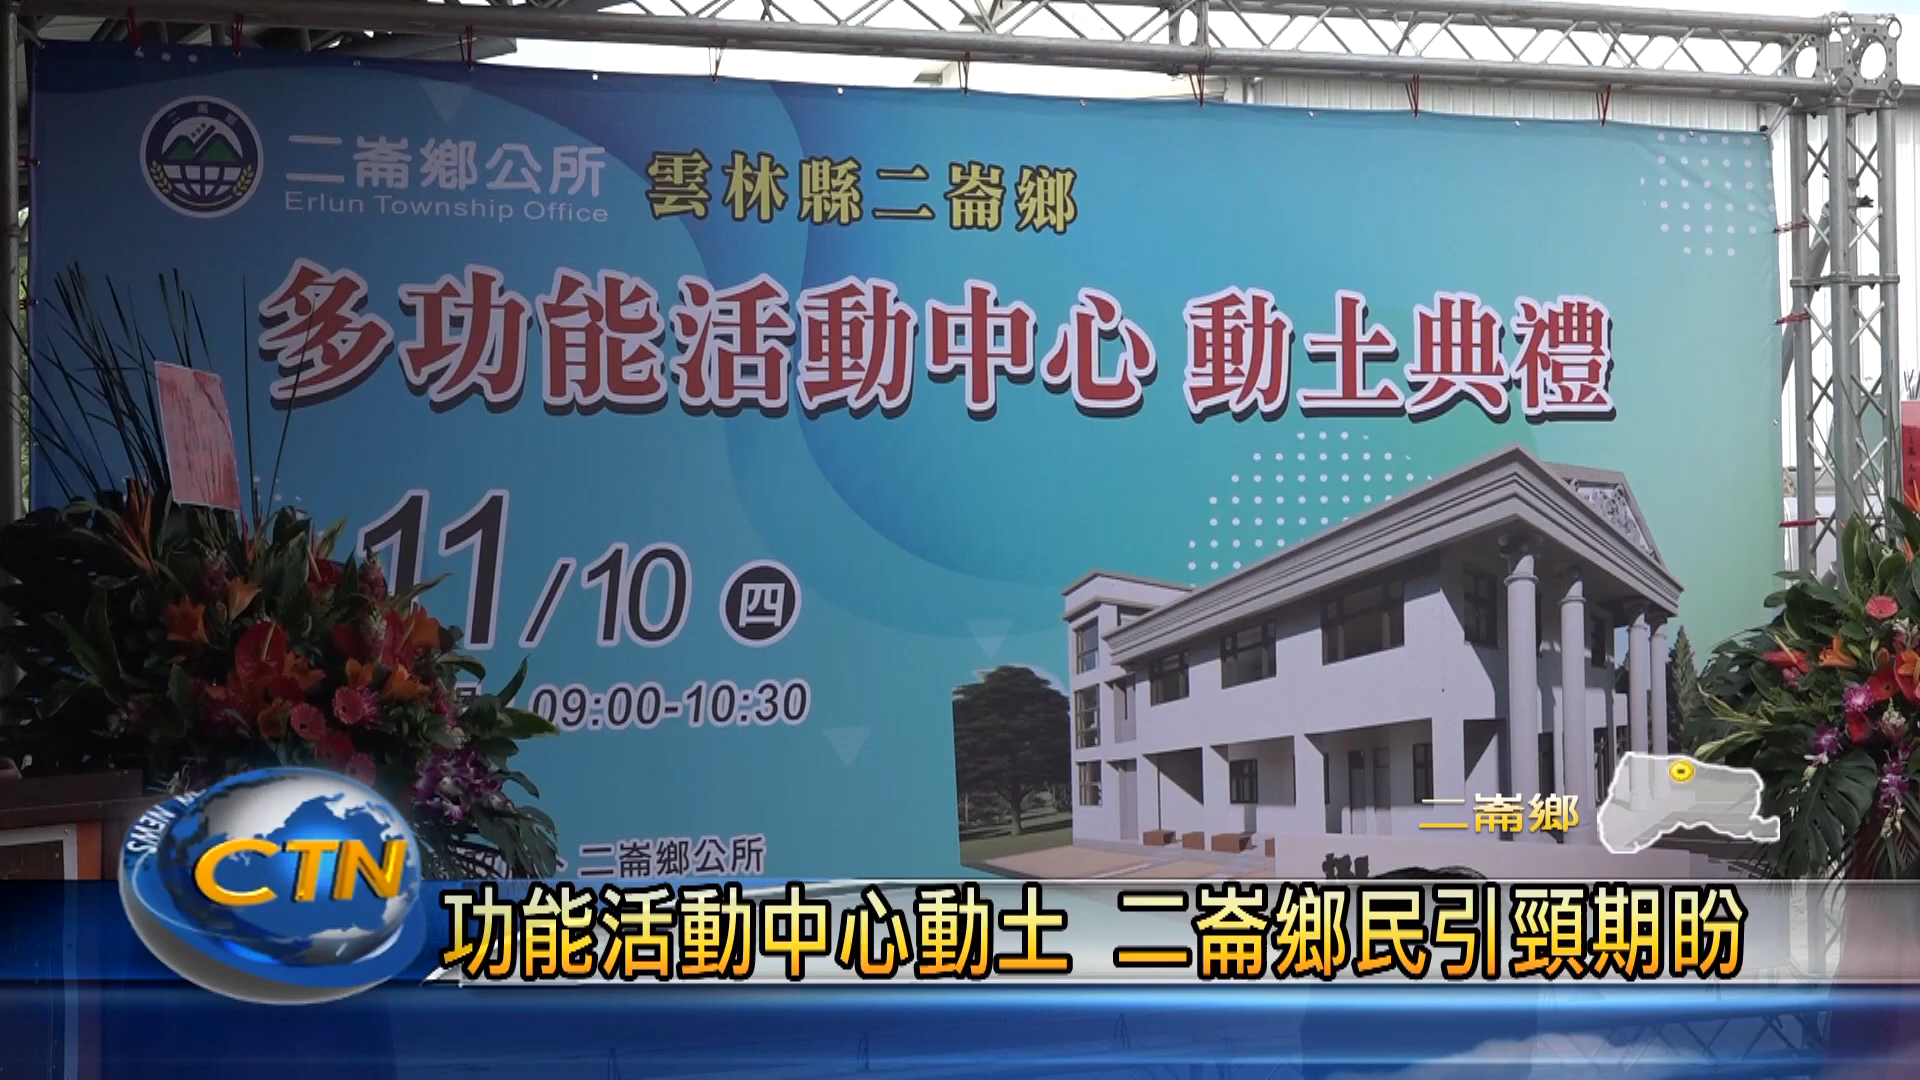 二崙鄉公所
Erlun Township Office
雲林縣二崙鄉
多功能活動中心 動土典禮
11/10 四
09:00-10:30
二崙鄉公所
二崙鄉
NEWS
CTN
功能活動中心動土 二崙鄉民引頸期盼